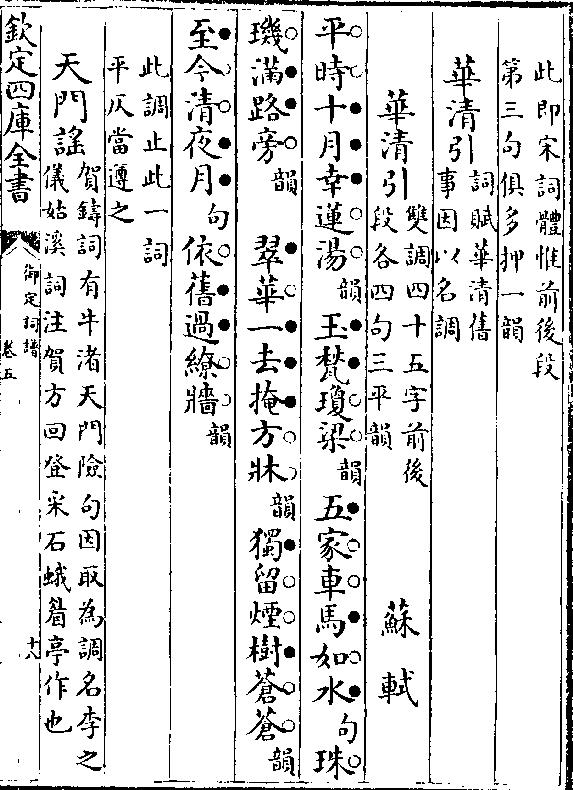 此即宋詞體惟前後段
第三句俱多押一韻
華清引 詞賦華清舊
事因以名調
華清引 雙調四十五字前後
段各四句三平韻 蘇軾
平時十月幸蓮湯韻玉甃瓊梁韻五家車馬如水句珠
璣滿路旁韻 翠華一去掩方牀韻獨留煙樹蒼蒼韻
至今清夜月句依舊過繚牆韻
此調止此一詞
平仄當遵之
天門謠 賀鑄詞有牛渚天門險句因取為調名李之
儀姑溪詞注賀方回登采石蛾眉亭作也
欽定四庫全書
御定詞譜
卷五
十六